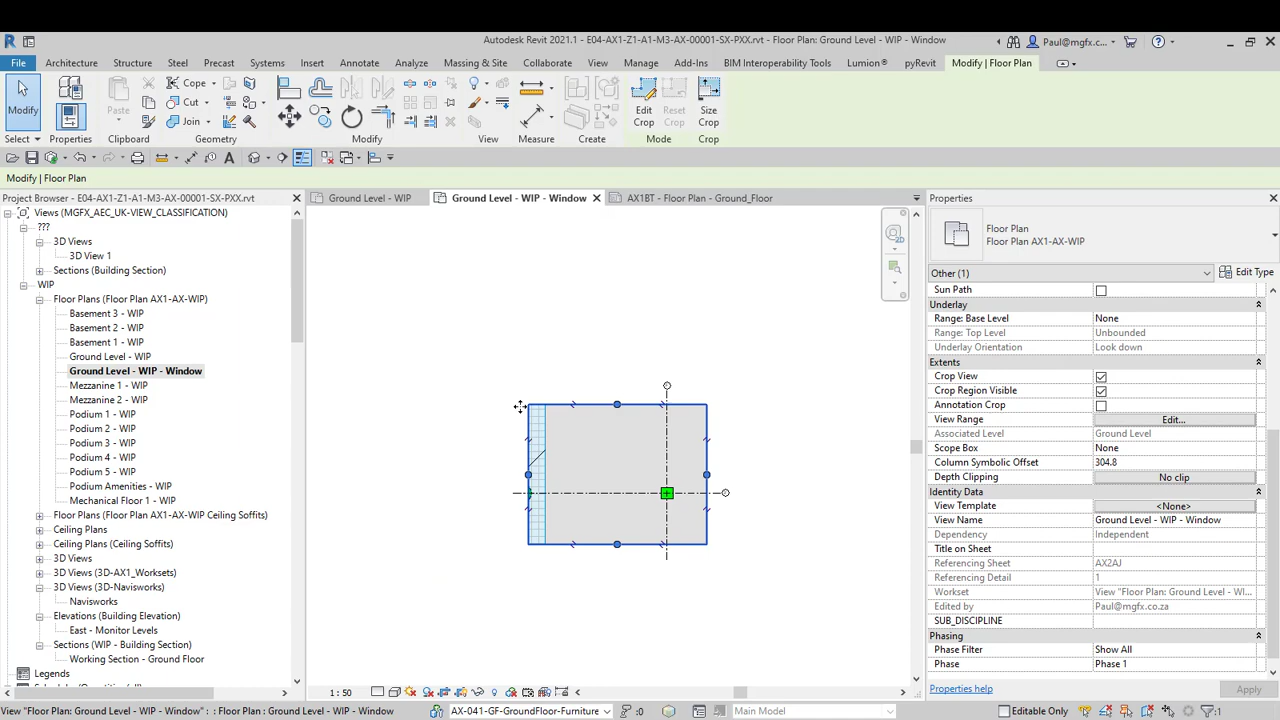 Autodesk Revit 2021.1 - E04-AX1-Z1-A1-M3-AX-00001-SX-PXX.rvt - Floor Plan: Ground Level - WIP - Window
Paul@mgfx.c...
File Architecture Structure Steel Precast Systems Insert Annotate Analyze Massing & Site Collaborate View Manage Add-Ins BIM Interoperability Tools Lumion® pyRevit Modify | Floor Plan
Modify
Properties
Paste
Cope
Cut
Join
Edit Crop
Reset Crop
Size Crop
Select Properties Clipboard Geometry Modify View Measure Create Mode Crop
Modify | Floor Plan
Project Browser - E04-AX1-Z1-A1-M3-AX-00001-SX-PXX.rvt
Ground Level - WIP
Ground Level - WIP - Window
AX1BT - Floor Plan - Ground_Floor
Views (MGFX_AEC_UK-VIEW_CLASSIFICATION)
???
3D Views
3D View 1
Sections (Building Section)
WIP
Floor Plans (Floor Plan AX1-AX-WIP)
Basement 3 - WIP
Basement 2 - WIP
Basement 1 - WIP
Ground Level - WIP
Ground Level - WIP - Window
Mezzanine 1 - WIP
Mezzanine 2 - WIP
Podium 1 - WIP
Podium 2 - WIP
Podium 3 - WIP
Podium 4 - WIP
Podium 5 - WIP
Podium Amenities - WIP
Mechanical Floor 1 - WIP
Floor Plans (Floor Plan AX1-AX-WIP Ceiling Soffits)
Ceiling Plans
Ceiling Plans (Ceiling Soffits)
3D Views
3D Views (3D-AX1_Worksets)
3D Views (3D-Navisworks)
Navisworks
Elevations (Building Elevation)
East - Monitor Levels
Sections (WIP - Building Section)
Working Section - Ground Floor
Legends
2D
Properties
Floor Plan
Floor Plan AX1-AX-WIP
Other (1)
Edit Type
Sun Path
Underlay
Range: Base Level None
Range: Top Level Unbounded
Underlay Orientation Look down
Extents
Crop View
Crop Region Visible
Annotation Crop
View Range Edit...
Associated Level Ground Level
Scope Box None
Column Symbolic Offset 304.8
Depth Clipping No clip
Identity Data
View Template <None>
View Name Ground Level - WIP - Window
Dependency Independent
Title on Sheet
Referencing Sheet AX2AJ
Referencing Detail 1
Workset View "Floor Plan: Ground Level - WI...
Edited by Paul@mgfx.co.za
SUB_DISCIPLINE
Phasing
Phase Filter Show All
Phase Phase 1
Properties help
Apply
1 : 50
View "Floor Plan: Ground Level - WIP - Window" : : Floor Plan : Ground Level - WIP - Window
AX-041-GF-GroundFloor-Furniture
:0
Main Model
Editable Only
:1